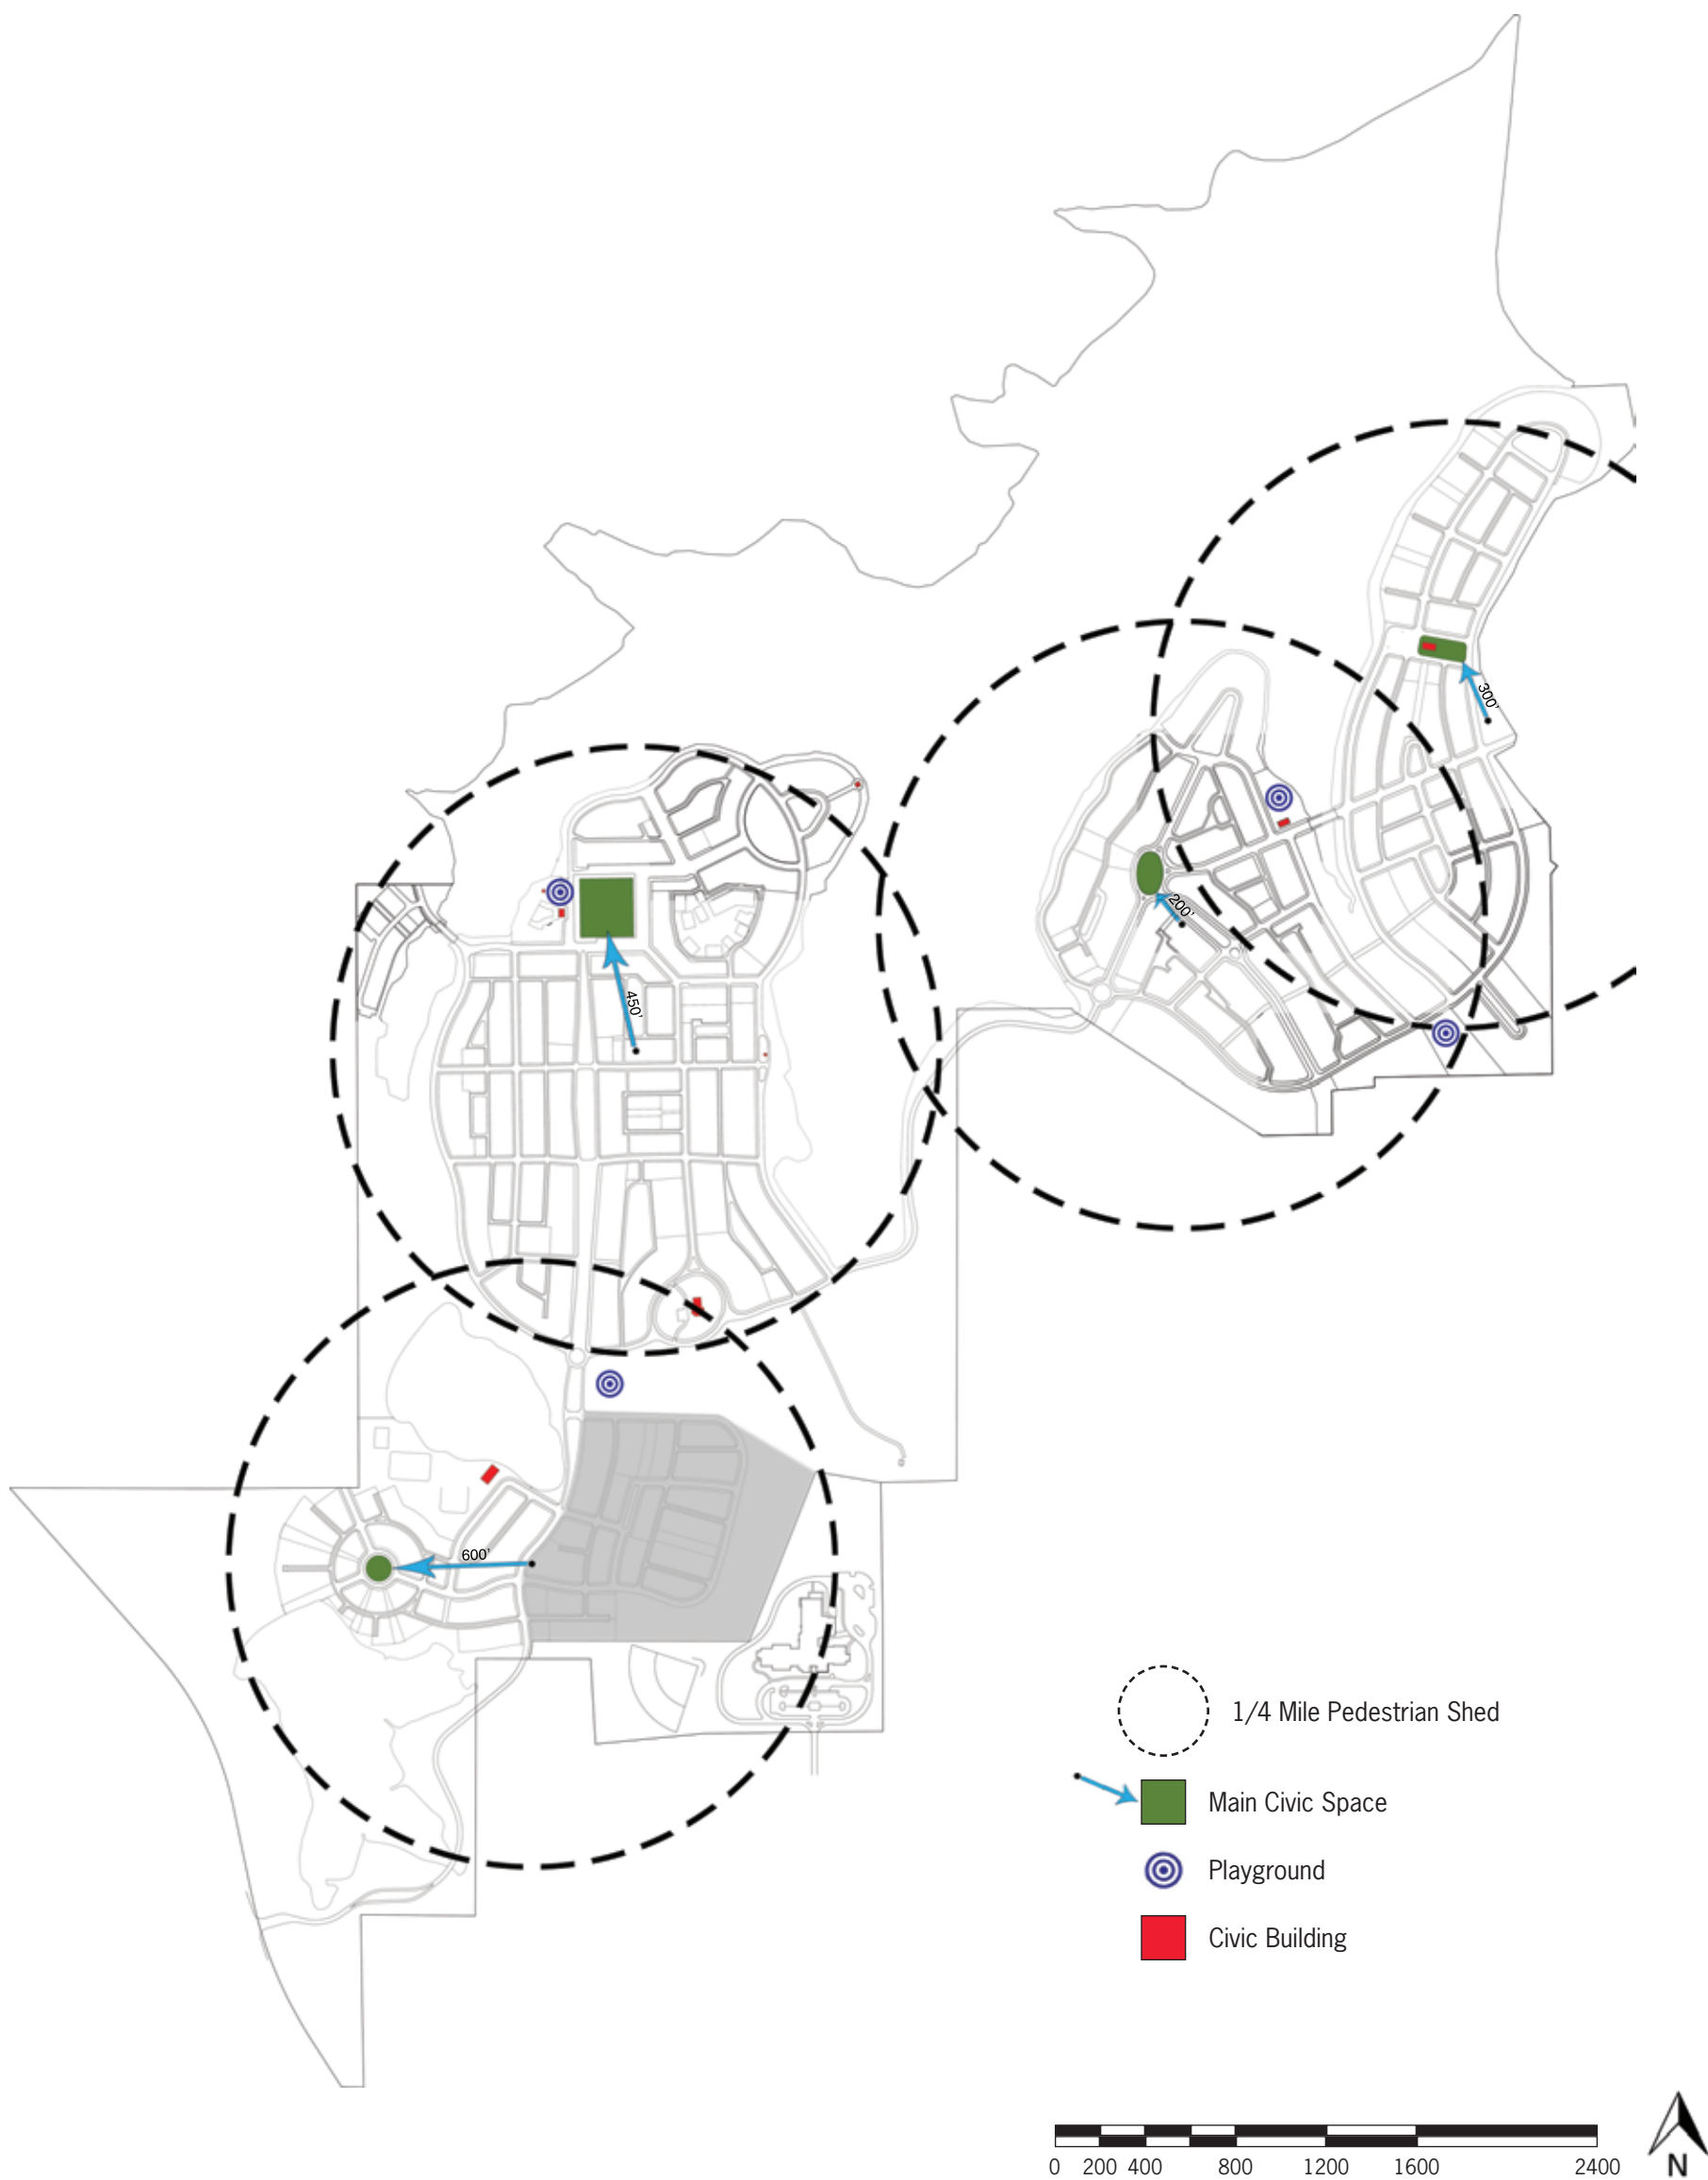 300’
200’
450’
600’
1/4 Mile Pedestrian Shed
Main Civic Space
Playground
Civic Building
0 200 400 800 1200 1600 2400
N